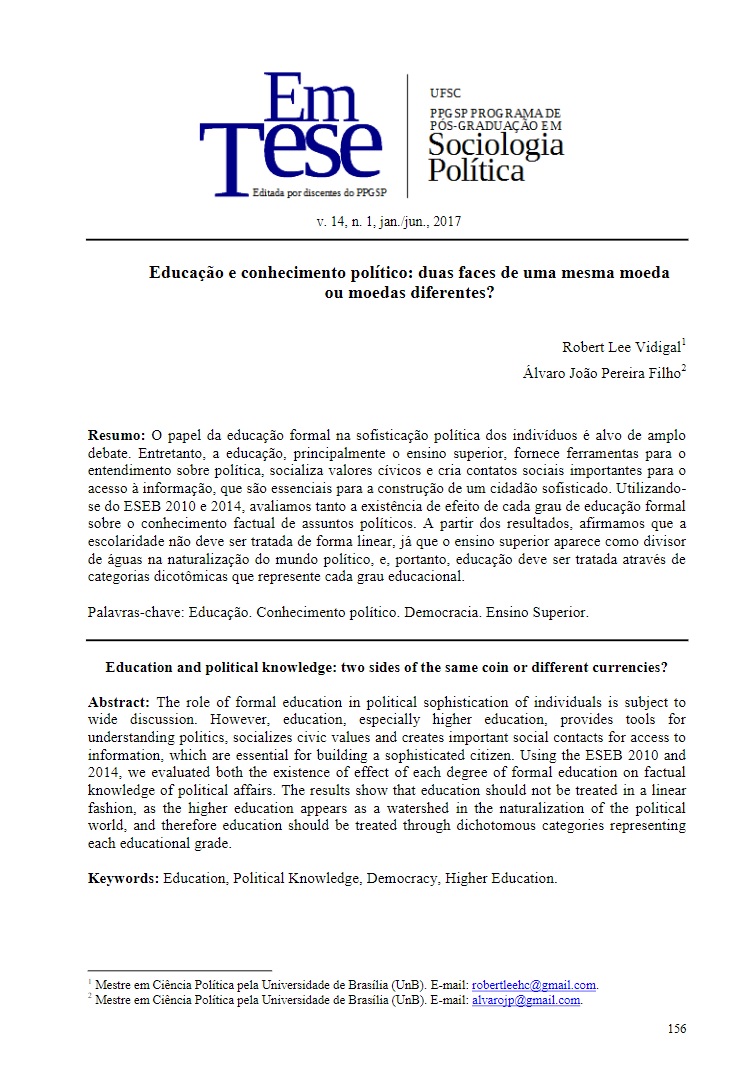 Em
Tese
Editada por discentes do PPGSP
UFSC
PPGSP PROGRAMA DE
PÓS-GRADUAÇÃO EM
Sociologia
Política
v. 14, n. 1, jan./jun., 2017
Educação e conhecimento político: duas faces de uma mesma moeda
ou moedas diferentes?
Robert Lee Vidigal1
Álvaro João Pereira Filho2
Resumo: O papel da educação formal na sofisticação política dos indivíduos é alvo de amplo
debate. Entretanto, a educação, principalmente o ensino superior, fornece ferramentas para o
entendimento sobre política, socializa valores cívicos e cria contatos sociais importantes para o
acesso à informação, que são essenciais para a construção de um cidadão sofisticado. Utilizando-
se do ESEB 2010 e 2014, avaliamos tanto a existência de efeito de cada grau de educação formal
sobre o conhecimento factual de assuntos políticos. A partir dos resultados, afirmamos que a
escolaridade não deve ser tratada de forma linear, já que o ensino superior aparece como divisor
de águas na naturalização do mundo político, e, portanto, educação deve ser tratada através de
categorias dicotômicas que represente cada grau educacional.
Palavras-chave: Educação. Conhecimento político. Democracia. Ensino Superior.
Education and political knowledge: two sides of the same coin or different currencies?
Abstract: The role of formal education in political sophistication of individuals is subject to
wide discussion. However, education, especially higher education, provides tools for
understanding politics, socializes civic values and creates important social contacts for access to
information, which are essential for building a sophisticated citizen. Using the ESEB 2010 and
2014, we evaluated both the existence of effect of each degree of formal education on factual
knowledge of political affairs. The results show that education should not be treated in a linear
fashion, as the higher education appears as a watershed in the naturalization of the political
world, and therefore education should be treated through dichotomous categories representing
each educational grade.
Keywords: Education, Political Knowledge, Democracy, Higher Education.
1 Mestre em Ciência Política pela Universidade de Brasília (UnB). E-mail: robertleehc@gmail.com.
2 Mestre em Ciência Política pela Universidade de Brasília (UnB). E-mail: alvarojp@gmail.com.
156